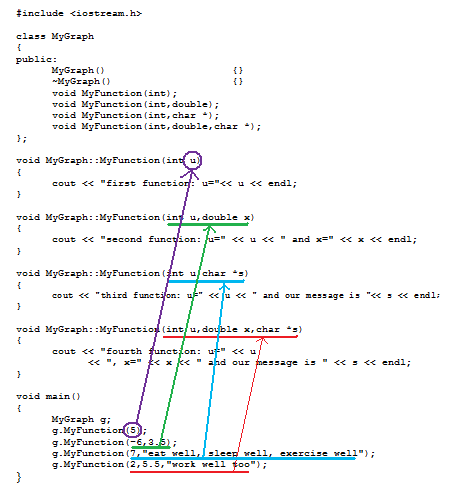 #include <iostream.h>
class MyGraph
{
public:
MyGraph() {}
~MyGraph() {}
void MyFunction(int);
void MyFunction(int,double);
void MyFunction(int,char *);
void MyFunction(int,double,char *);
};
void MyGraph::MyFunction(int u)
{
cout << "first function: u="<< u << endl;
}
void MyGraph::MyFunction(int u,double x)
{
cout << "second function: u=" << u << " and x=" << x << endl;
}
void MyGraph::MyFunction(int u,char *s)
{
cout << "third function: u=" << u << " and our message is "<< s << endl;
}
void MyGraph::MyFunction(int u,double x,char *s)
{
cout << "fourth function: u=" << u
<< ", x=" << x << " and our message is " << s << endl;
}
void main()
{
MyGraph g;
g.MyFunction(5);
g.MyFunction(-6,3.5);
g.MyFunction(7,"eat well, sleep well, exercise well");
g.MyFunction(2,5.5,"work well too");
}